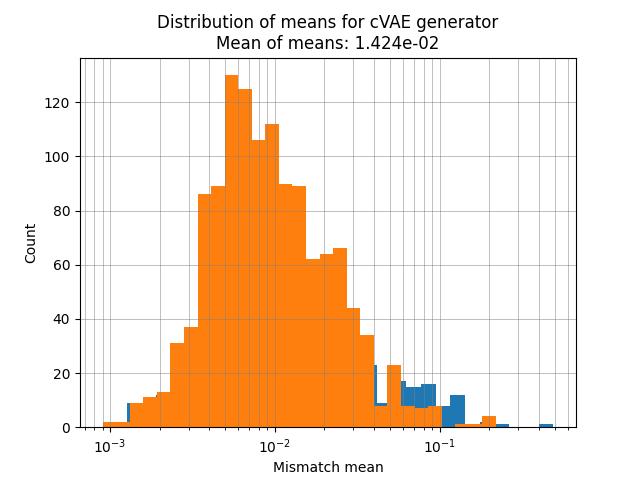 Distribution of means for cVAE generator
Mean of means: 1.424e-02
Count
120
100
80
60
40
20
0
10⁻³
10⁻²
10⁻¹
Mismatch mean